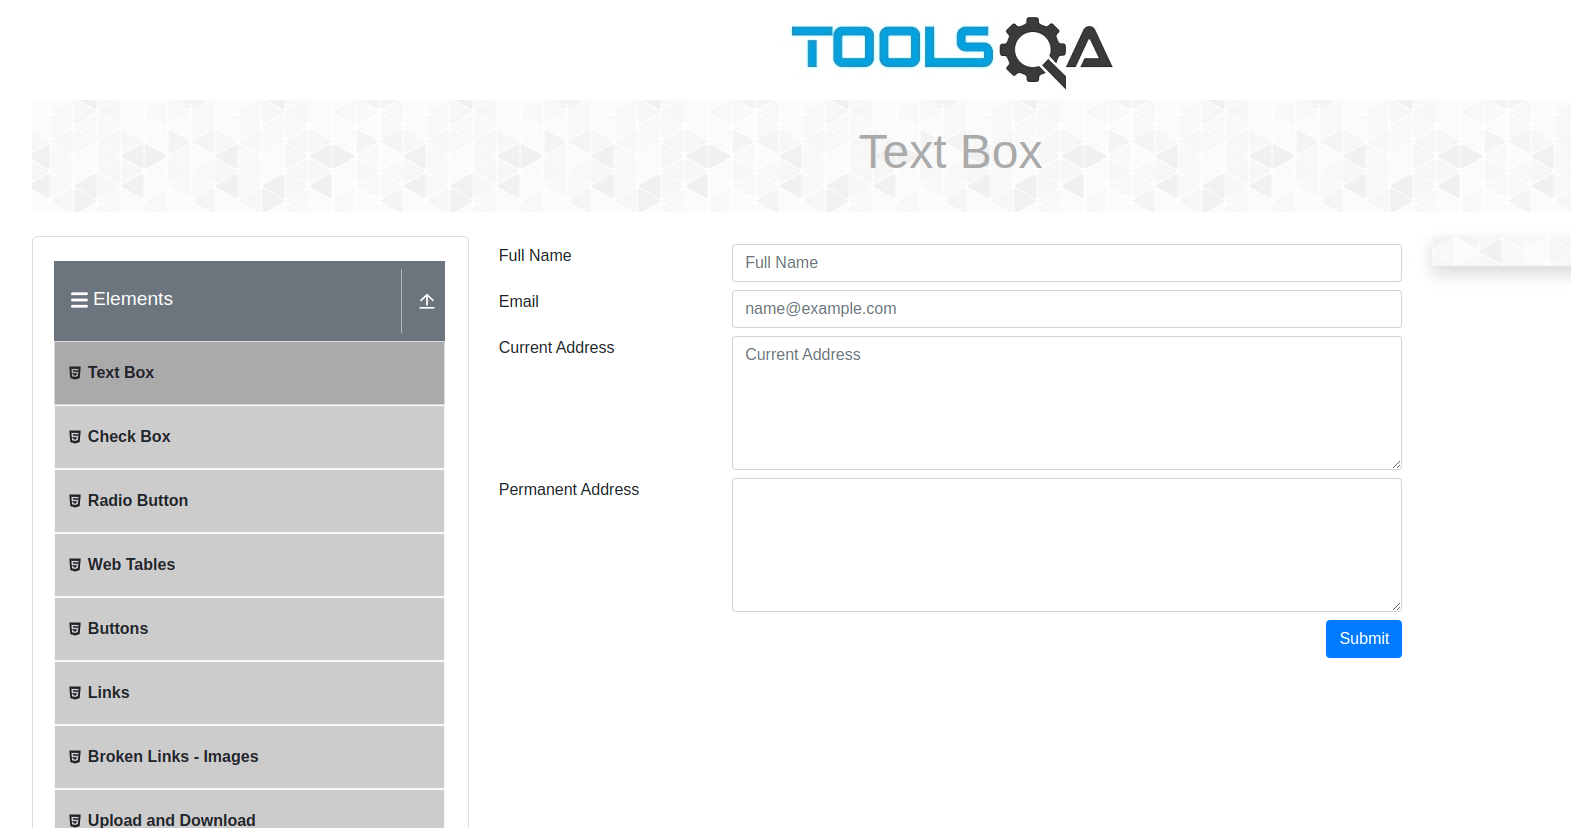 TOOLSQA
Text Box
Elements
Text Box
Check Box
Radio Button
Web Tables
Buttons
Links
Broken Links - Images
Upload and Download
Full Name
Full Name
Email
name@example.com
Current Address
Current Address
Permanent Address
Submit